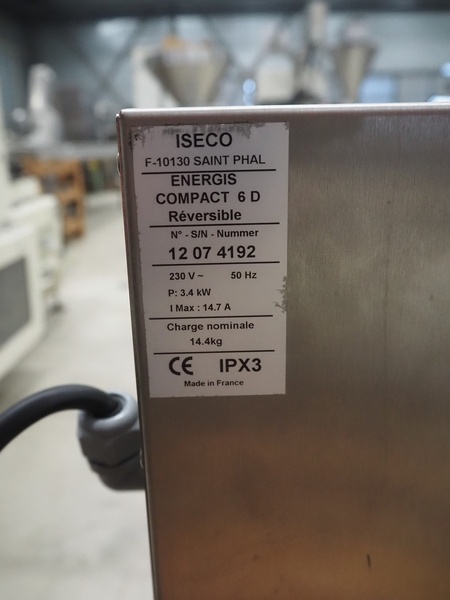 ISECO
F-10130 SAINT PHAL
ENERGIS
COMPACT 6 D
Réversible
N° - S/N - Nummer
12 07 4192
230 V ~ 50 Hz
P: 3.4 kW
I Max : 14.7 A
Charge nominale
14.4kg
CE IPX3
Made in France